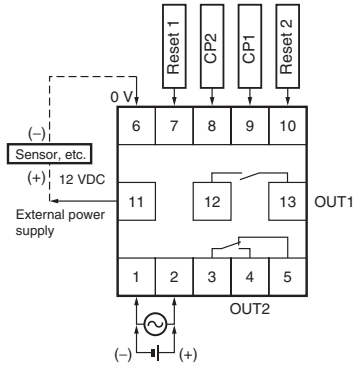 Reset 1
CP2
CP1
Reset 2
0 V
6 7 8 9 10
(−)
Sensor, etc.
(+) 12 VDC
11 12 13 OUT1
External power
supply
1 2 3 4 5
OUT2
(−) (+)